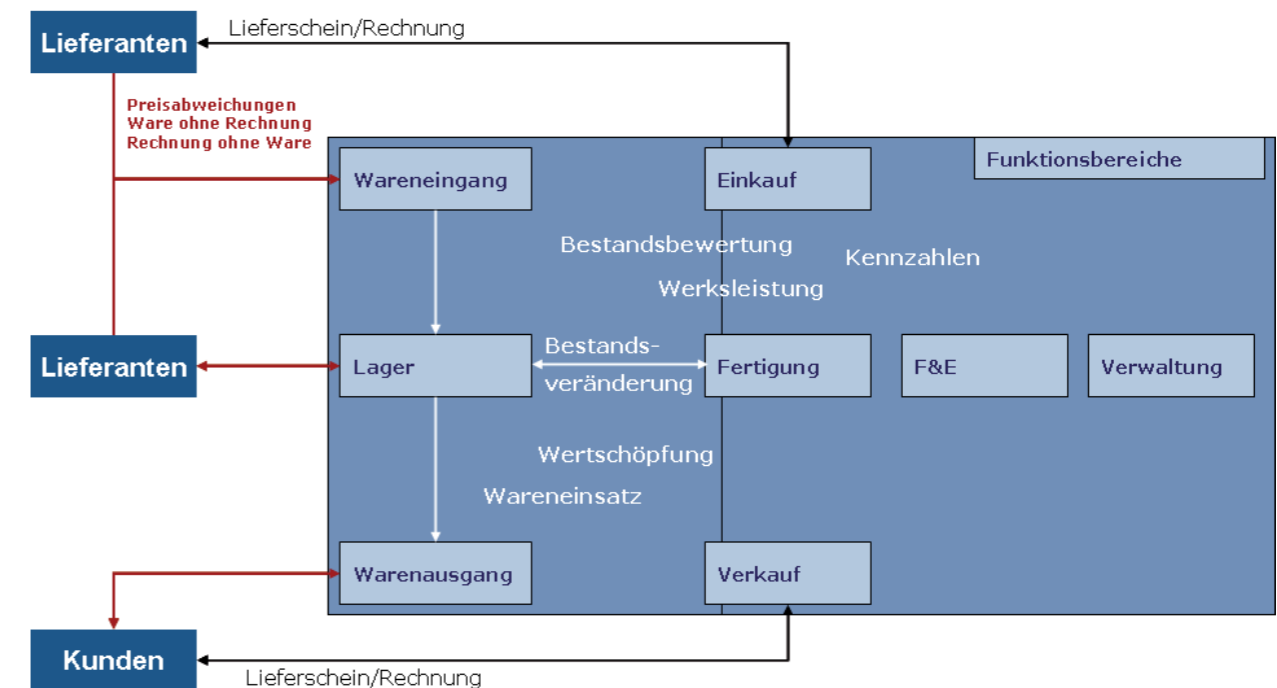 Lieferanten
Lieferschein/Rechnung
Preisabweichungen
Ware ohne Rechnung
Rechnung ohne Ware
Funktionsbereiche
Wareneingang
Einkauf
Bestandsbewertung
Kennzahlen
Werksleistung
Lieferanten
Lager
Bestands-
veränderung
Fertigung
F&E
Verwaltung
Wertschöpfung
Wareneinsatz
Warenausgang
Verkauf
Kunden
Lieferschein/Rechnung